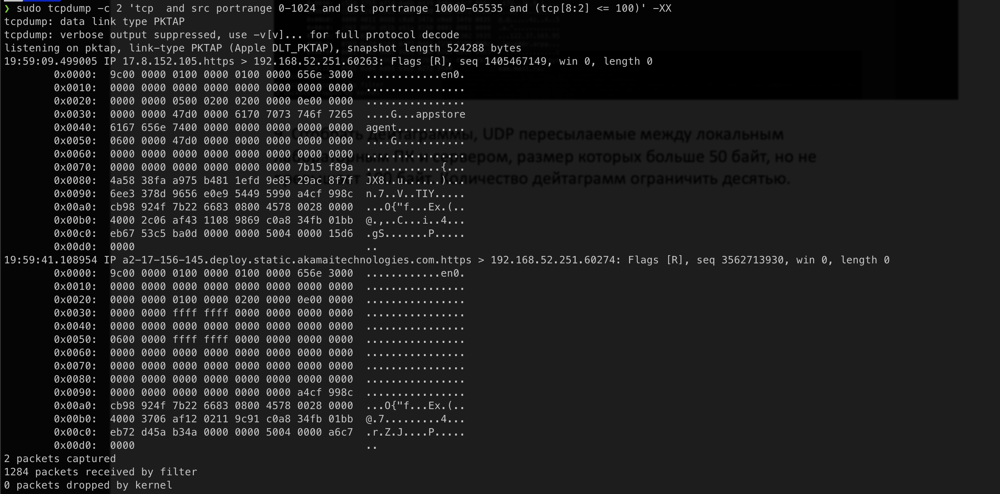 ❯ sudo tcpdump -c 2 'tcp  and src portrange 0-1024 and dst portrange 10000-65535 and (tcp[8:2] <= 100)' -XX
tcpdump: data link type PKTAP
tcpdump: verbose output suppressed, use -v[v]... for full protocol decode
listening on pktap, link-type PKTAP (Apple DLT_PKTAP), snapshot length 524288 bytes
19:59:09.499005 IP 17.8.152.105.https > 192.168.52.251.60263: Flags [R], seq 1405467149, win 0, length 0
0x0000:  9c00 0000 0100 0000 0100 0000 656e 3000  ............en0.
0x0010:  0000 0000 0000 0000 0000 0000 0000 0000  ................
0x0020:  0000 0000 0500 0200 0200 0000 0e00 0000  ................
0x0030:  0000 0000 47d0 0000 6170 7073 746f 7265  ....G...appstore
0x0040:  6167 656e 7400 0000 0000 0000 0000 0000  agent...........
0x0050:  0600 0000 47d0 0000 0000 0000 0000 0000  ....G...........
0x0060:  0000 0000 0000 0000 0000 0000 0000 0000  ................
0x0070:  0000 0000 0000 0000 0000 0000 7b15 f89a  ............{...
0x0080:  4a58 38fa a975 b481 1efd 9e85 29ac 8f7f  JX8..u......)...
0x0090:  6ee3 378d 9656 e0e9 5449 5990 a4cf 998c  n.7..V..TIY.....
0x00a0:  cb98 924f 7b22 6683 0800 4578 0028 0000  ...O{"f...Ex.(..
0x00b0:  4000 2c06 af43 1108 9869 c0a8 34fb 01bb  @.,..C...i..4...
0x00c0:  eb67 53c5 ba0d 0000 0000 5004 0000 15d6  .gS.......P.....
0x00d0:  0000                                     ..
19:59:41.108954 IP a2-17-156-145.deploy.static.akamaitechnologies.com.https > 192.168.52.251.60274: Flags [R], seq 3562713930, win 0, length 0
0x0000:  9c00 0000 0100 0000 0100 0000 656e 3000  ............en0.
0x0010:  0000 0000 0000 0000 0000 0000 0000 0000  ................
0x0020:  0000 0000 0100 0000 0200 0000 0e00 0000  ................
0x0030:  0000 0000 ffff ffff 0000 0000 0000 0000  ................
0x0040:  0000 0000 0000 0000 0000 0000 0000 0000  ................
0x0050:  0600 0000 ffff ffff 0000 0000 0000 0000  ................
0x0060:  0000 0000 0000 0000 0000 0000 0000 0000  ................
0x0070:  0000 0000 0000 0000 0000 0000 0000 0000  ................
0x0080:  0000 0000 0000 0000 0000 0000 0000 0000  ................
0x0090:  0000 0000 0000 0000 0000 0000 a4cf 998c  ................
0x00a0:  cb98 924f 7b22 6683 0800 4578 0028 0000  ...O{"f...Ex.(..
0x00b0:  4000 3706 af12 0211 9c91 c0a8 34fb 01bb  @.7.........4...
0x00c0:  eb72 d45a b34a 0000 0000 5004 0000 a6c7  .r.Z.J....P.....
0x00d0:  0000                                     ..
2 packets captured
1284 packets received by filter
0 packets dropped by kernel
Отобрать дейтаграммы, UDP пересылаемые между локальным
лабораторным ПК и сервером, размер которых больше 50 байт, но не
превышает 100 байт. Количество дейтаграмм ограничить десятью.